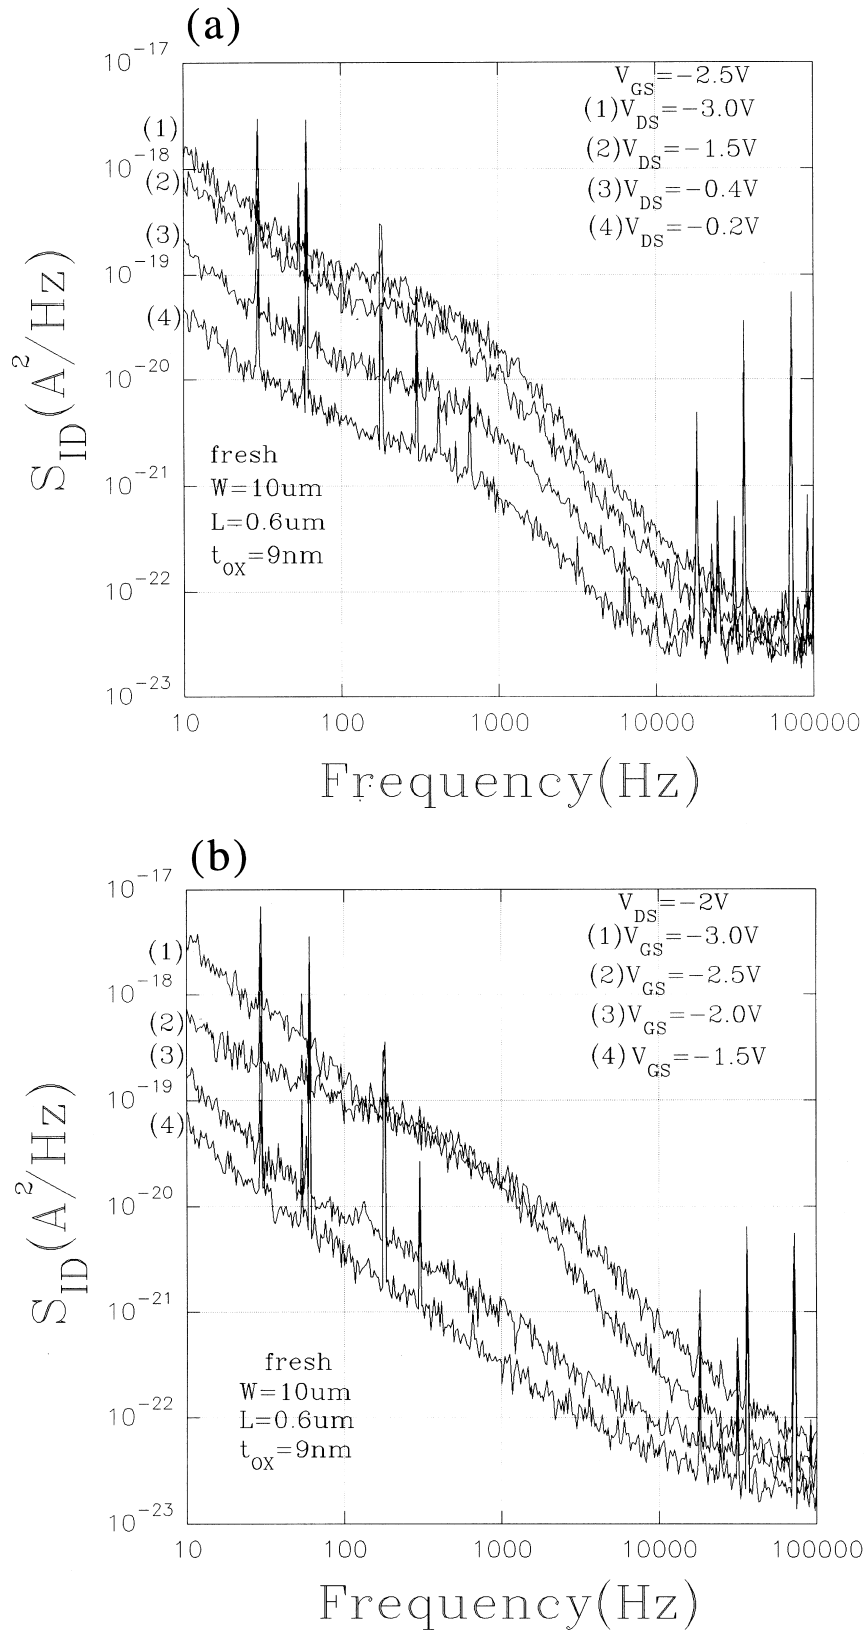 (a)
10⁻¹⁷
10⁻¹⁸
10⁻¹⁹
10⁻²⁰
10⁻²¹
10⁻²²
10⁻²³
S_ID(A²/Hz)
(1)
(2)
(3)
(4)
V_GS=−2.5V
(1)V_DS=−3.0V
(2)V_DS=−1.5V
(3)V_DS=−0.4V
(4)V_DS=−0.2V
fresh
W=10um
L=0.6um
t_OX=9nm
10 100 1000 10000 100000
Frequency(Hz)
(b)
10⁻¹⁷
10⁻¹⁸
10⁻¹⁹
10⁻²⁰
10⁻²¹
10⁻²²
10⁻²³
S_ID(A²/Hz)
(1)
(2)
(3)
(4)
V_DS=−2V
(1)V_GS=−3.0V
(2)V_GS=−2.5V
(3)V_GS=−2.0V
(4)V_GS=−1.5V
fresh
W=10um
L=0.6um
t_OX=9nm
10 100 1000 10000 100000
Frequency(Hz)